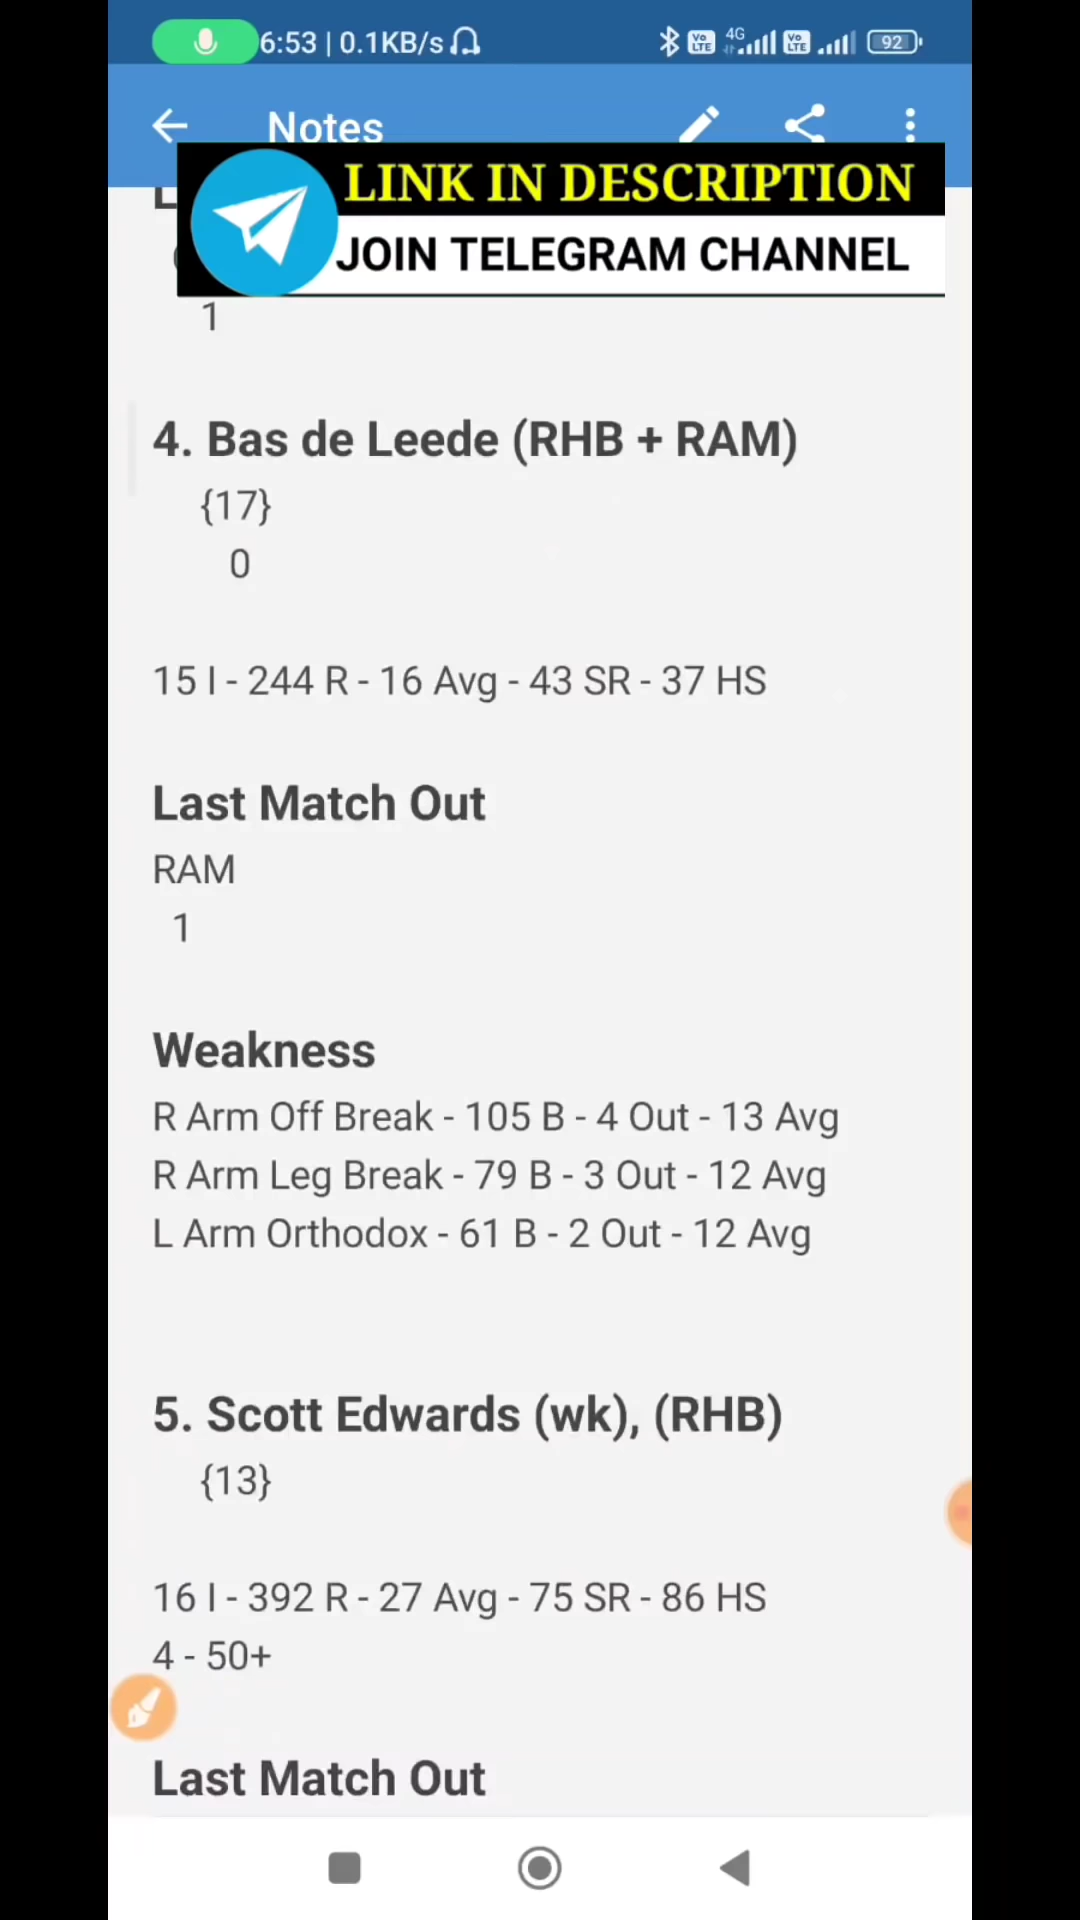 6:53 | 0.1KB/s
4G
92
Notes
LINK IN DESCRIPTION
JOIN TELEGRAM CHANNEL
1
4. Bas de Leede (RHB + RAM)
{17}
0
15 I - 244 R - 16 Avg - 43 SR - 37 HS
Last Match Out
RAM
1
Weakness
R Arm Off Break - 105 B - 4 Out - 13 Avg
R Arm Leg Break - 79 B - 3 Out - 12 Avg
L Arm Orthodox - 61 B - 2 Out - 12 Avg
5. Scott Edwards (wk), (RHB)
{13}
16 I - 392 R - 27 Avg - 75 SR - 86 HS
4 - 50+
Last Match Out